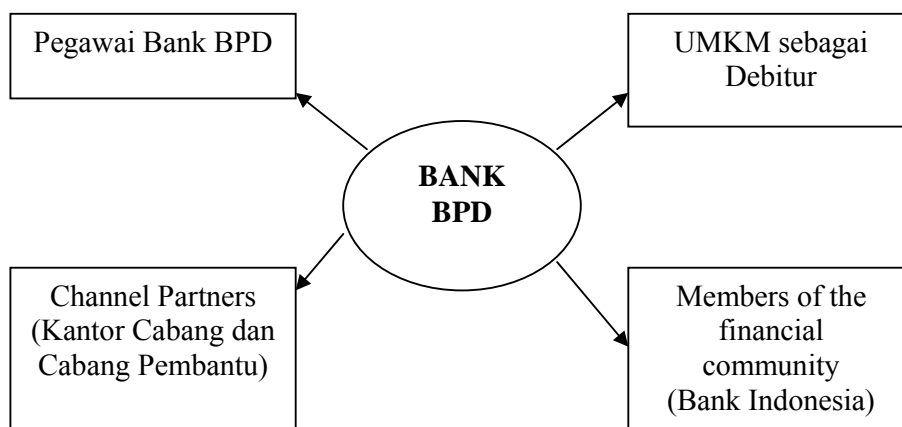 Pegawai Bank BPD
UMKM sebagai
Debitur
BANK
BPD
Channel Partners
(Kantor Cabang dan
Cabang Pembantu)
Members of the
financial
community
(Bank Indonesia)